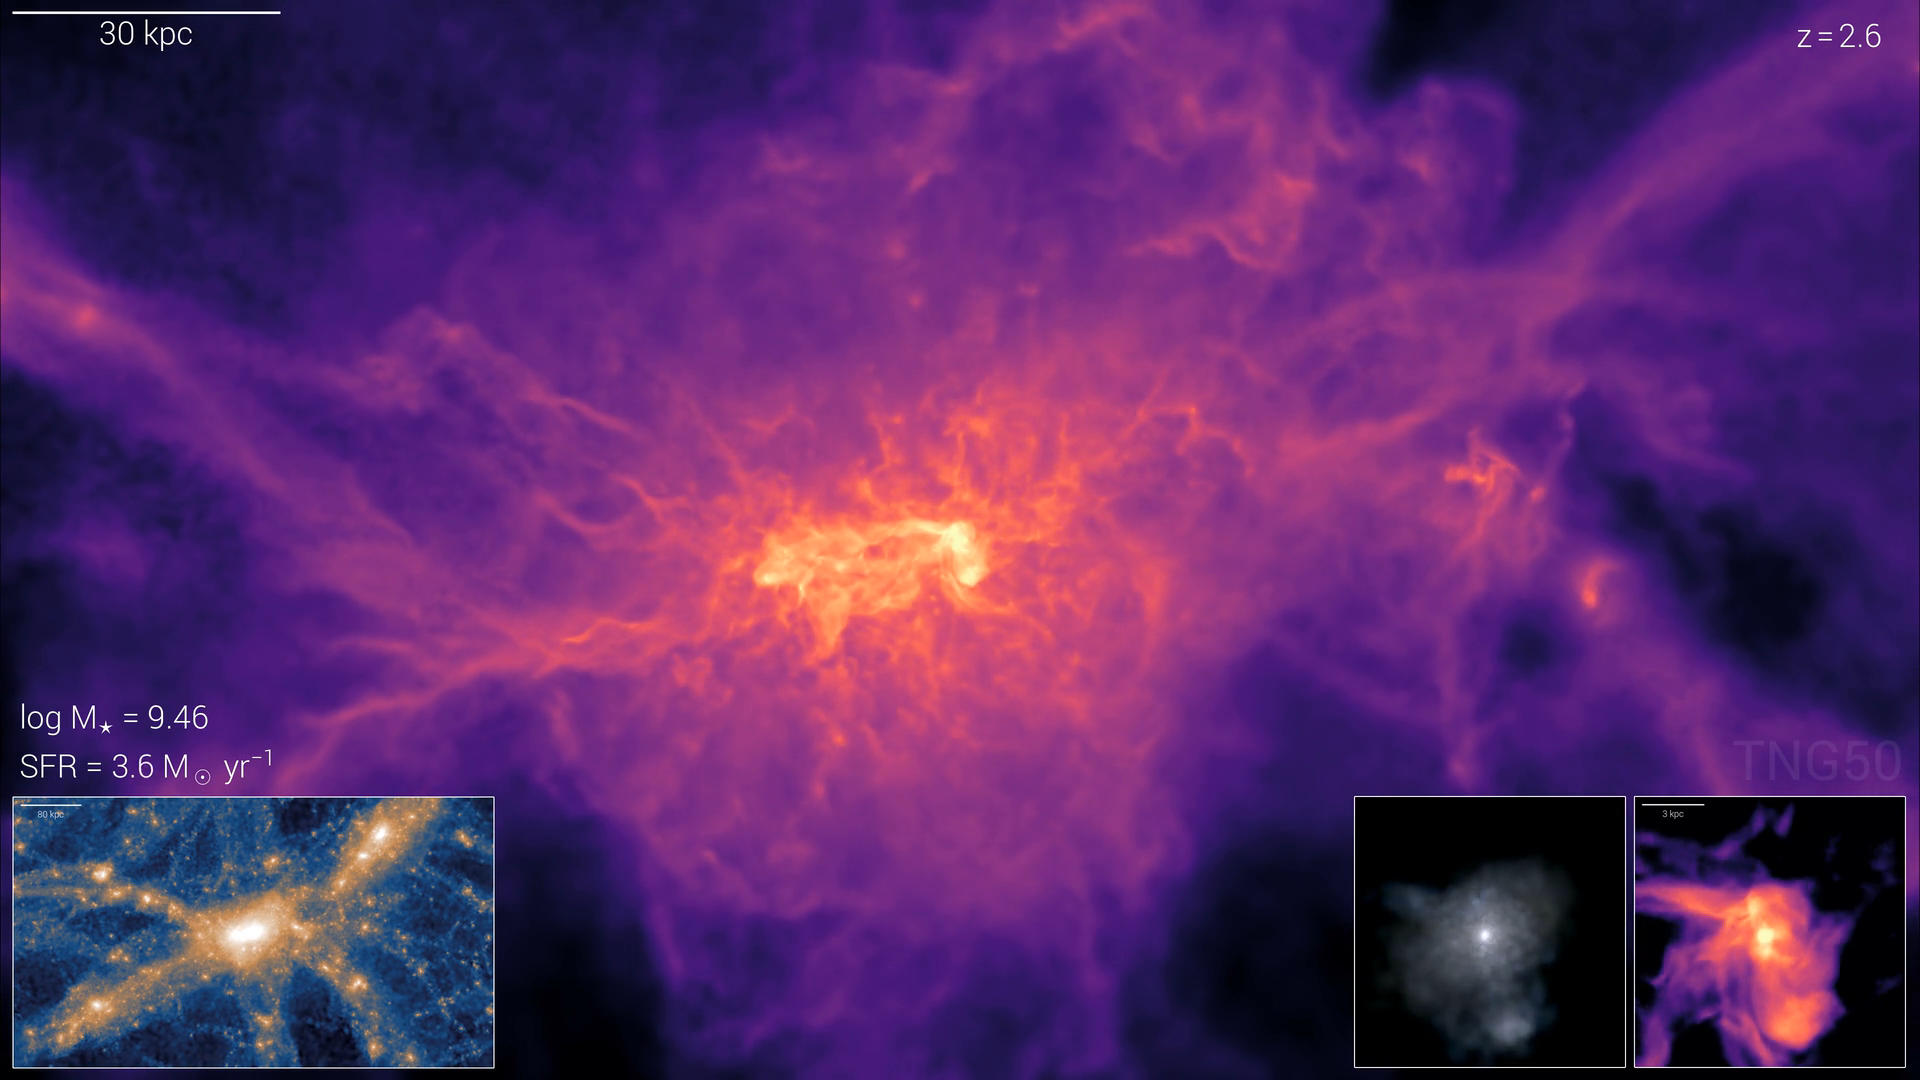 30 kpc
z = 2.6
log M⋆ = 9.46
SFR = 3.6 M☉ yr⁻¹
TNG50
80 kpc
3 kpc